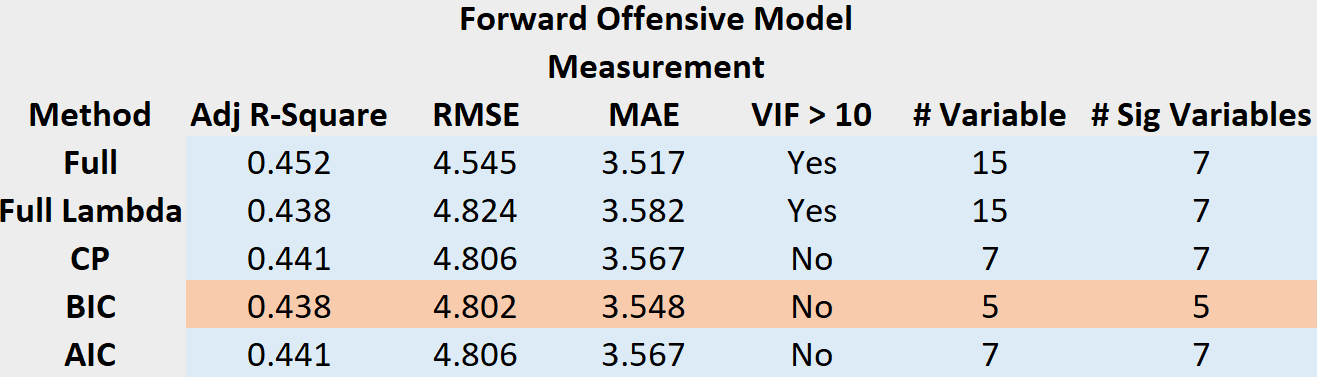 Forward Offensive Model
Measurement
Method Adj R-Square RMSE MAE VIF > 10 # Variable # Sig Variables
Full 0.452 4.545 3.517 Yes 15 7
Full Lambda 0.438 4.824 3.582 Yes 15 7
CP 0.441 4.806 3.567 No 7 7
BIC 0.438 4.802 3.548 No 5 5
AIC 0.441 4.806 3.567 No 7 7